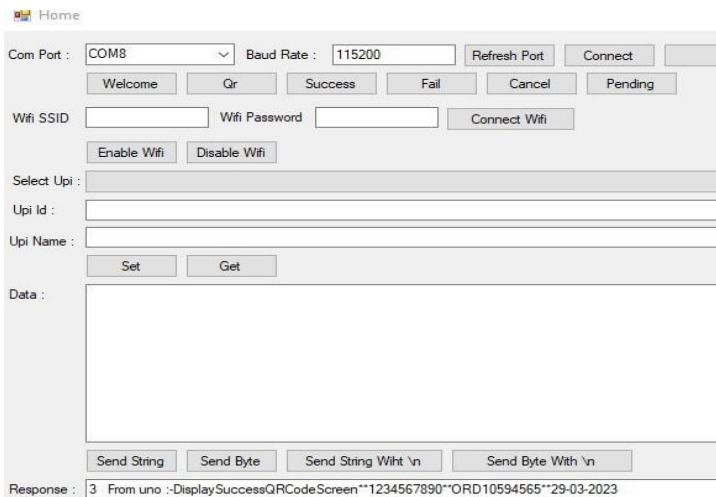 Home
Com Port : COM8 Baud Rate : 115200 Refresh Port Connect
Welcome Qr Success Fail Cancel Pending
Wifi SSID Wifi Password Connect Wifi
Enable Wifi Disable Wifi
Select Upi :
Upi Id :
Upi Name :
Set Get
Data :
Send String Send Byte Send String Wiht \n Send Byte With \n
Response : 3 From uno :-DisplaySuccessQRCodeScreen**1234567890**ORD10594565**29-03-2023